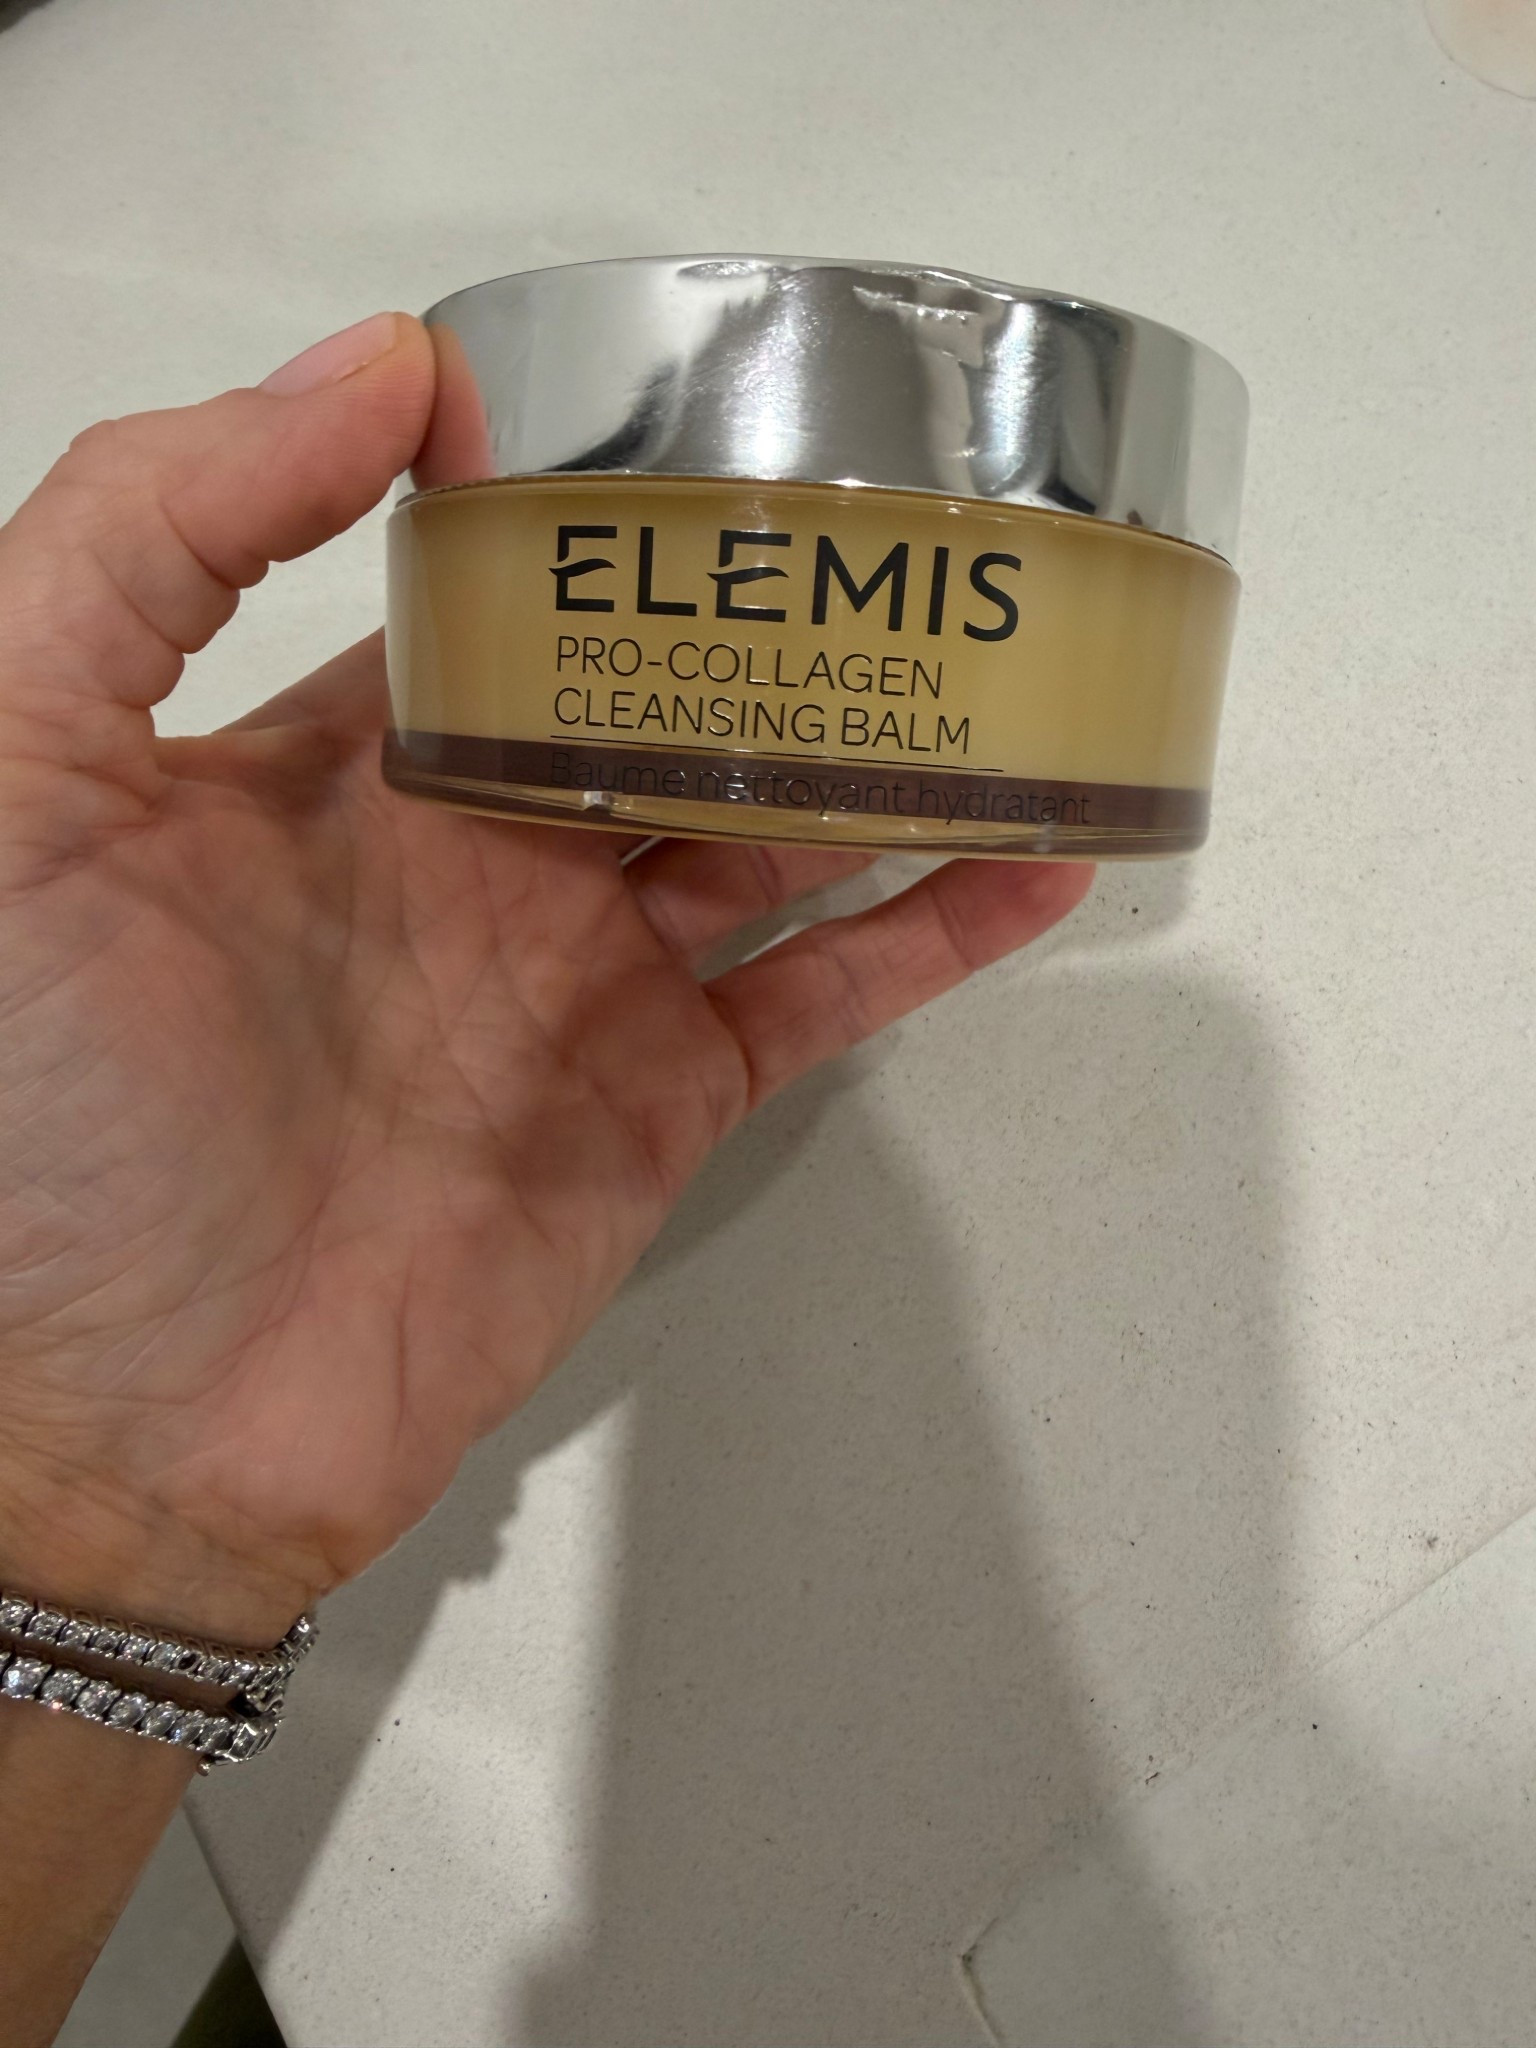 ELEMIS
PRO-COLLAGEN
CLEANSING BALM
Baume nettoyant hydratant